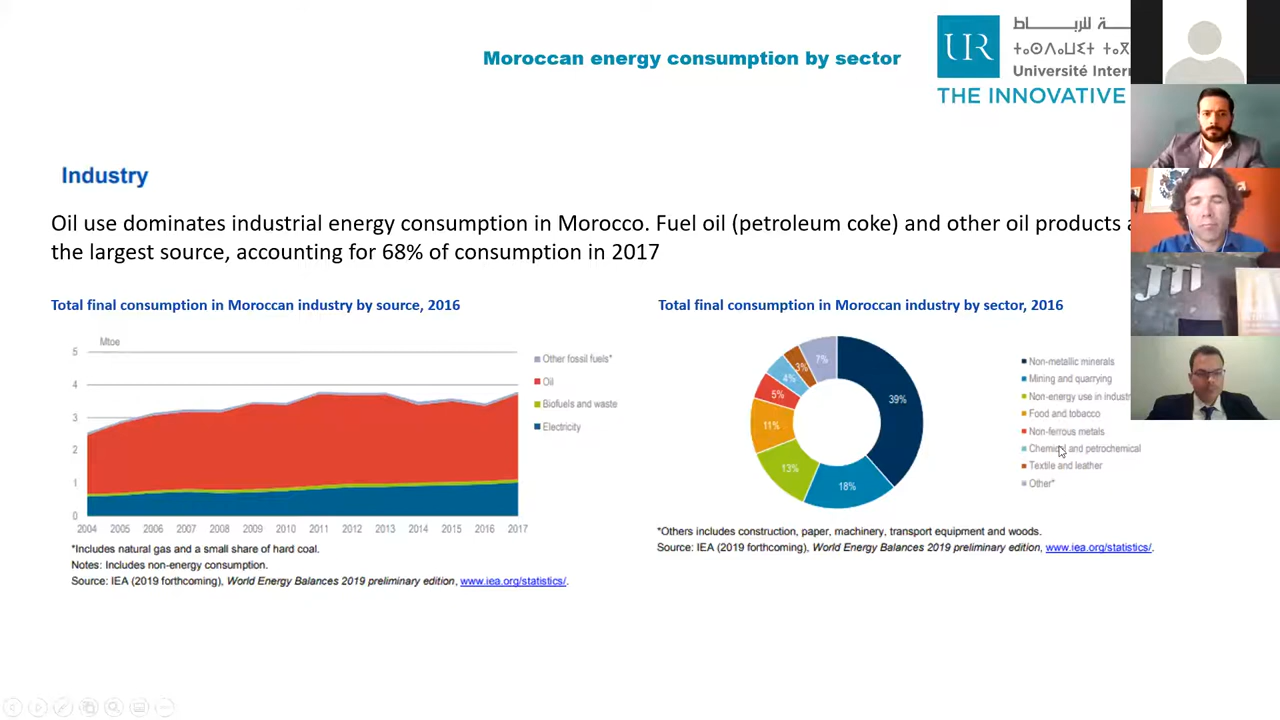 Moroccan energy consumption by sector
UR
ـة للربـــــــاط
ⵜⴰⵙⴷⴰⵡⵉⵜ
Université
THE INNOVATIVE
Industry
Oil use dominates industrial energy consumption in Morocco. Fuel oil (petroleum coke) and other oil products
the largest source, accounting for 68% of consumption in 2017
Total final consumption in Moroccan industry by source, 2016
Mtoe
5
4
3
2
1
0
2004 2005 2006 2007 2008 2009 2010 2011 2012 2013 2014 2015 2016 2017
Other fossil fuels*
Oil
Biofuels and waste
Electricity
*Includes natural gas and a small share of hard coal.
Notes: Includes non-energy consumption.
Source: IEA (2019 forthcoming), World Energy Balances 2019 preliminary edition, www.iea.org/statistics/.
Total final consumption in Moroccan industry by sector, 2016
39%
18%
13%
11%
5%
4%
3%
7%
Non-metallic minerals
Mining and quarrying
Non-energy use in industr
Food and tobacco
Non-ferrous metals
Chemical and petrochemical
Textile and leather
Other*
*Others includes construction, paper, machinery, transport equipment and woods.
Source: IEA (2019 forthcoming), World Energy Balances 2019 preliminary edition, www.iea.org/statistics/.
JTI